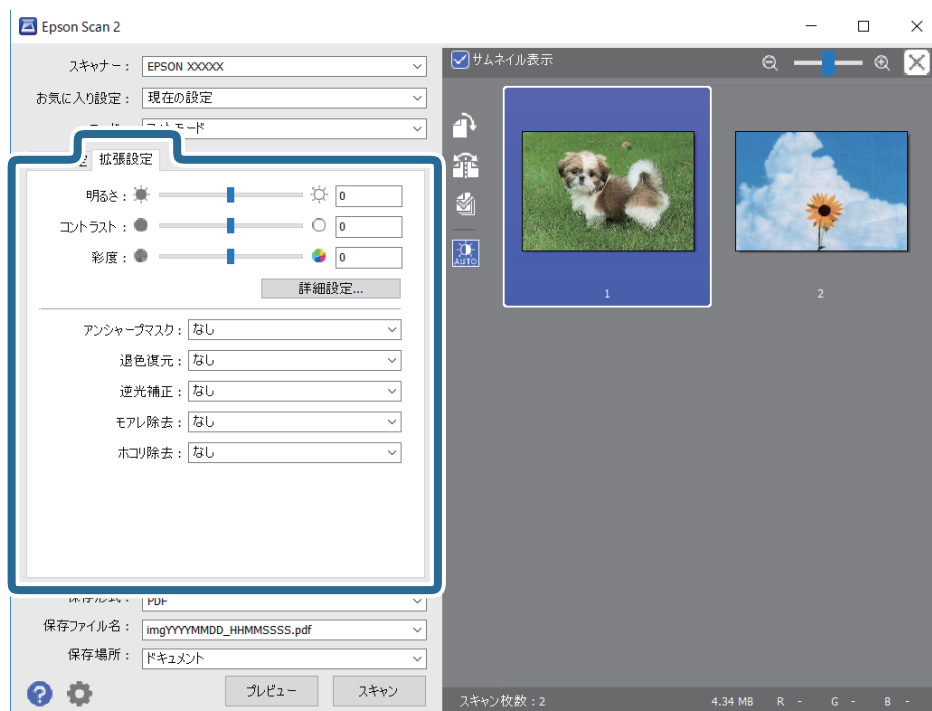 Epson Scan 2
スキャナー：
EPSON XXXXX
お気に入り設定：
現在の設定
拡張設定
明るさ：
0
コントラスト：
0
彩度：
0
詳細設定...
アンシャープマスク：
なし
退色復元：
なし
逆光補正：
なし
モアレ除去：
なし
ホコリ除去：
なし
PDF
保存ファイル名：
imgYYYYMMDD_HHMMSSSS.pdf
保存場所：
ドキュメント
?
プレビュー
スキャン
サムネイル表示
AUTO
1
2
スキャン枚数：2
4.34 MB
R -
G -
B -